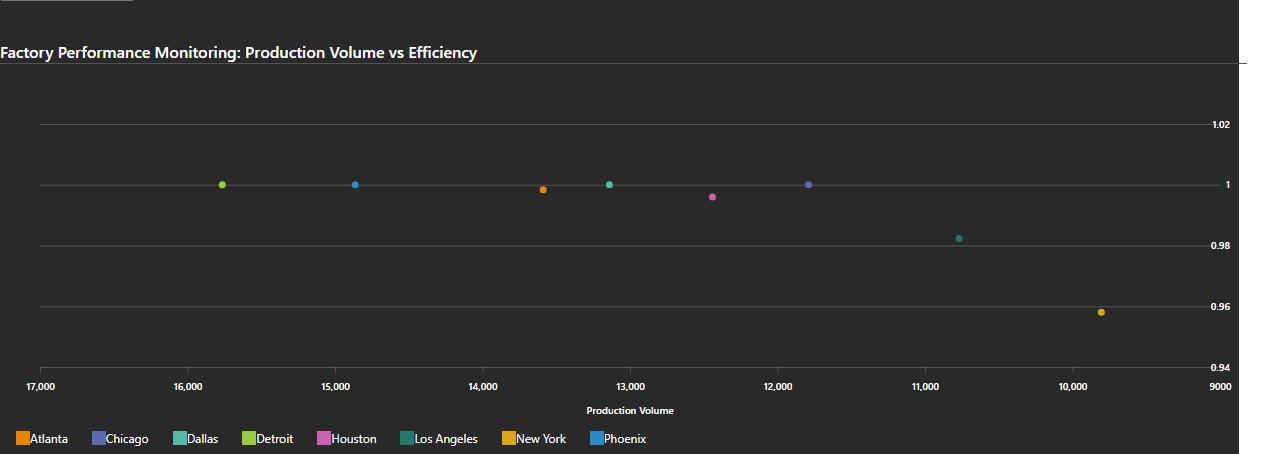 Factory Performance Monitoring: Production Volume vs Efficiency
1.02
1
0.98
0.96
0.94
17,000 16,000 15,000 14,000 13,000 12,000 11,000 10,000 9000
Production Volume
Atlanta Chicago Dallas Detroit Houston Los Angeles New York Phoenix